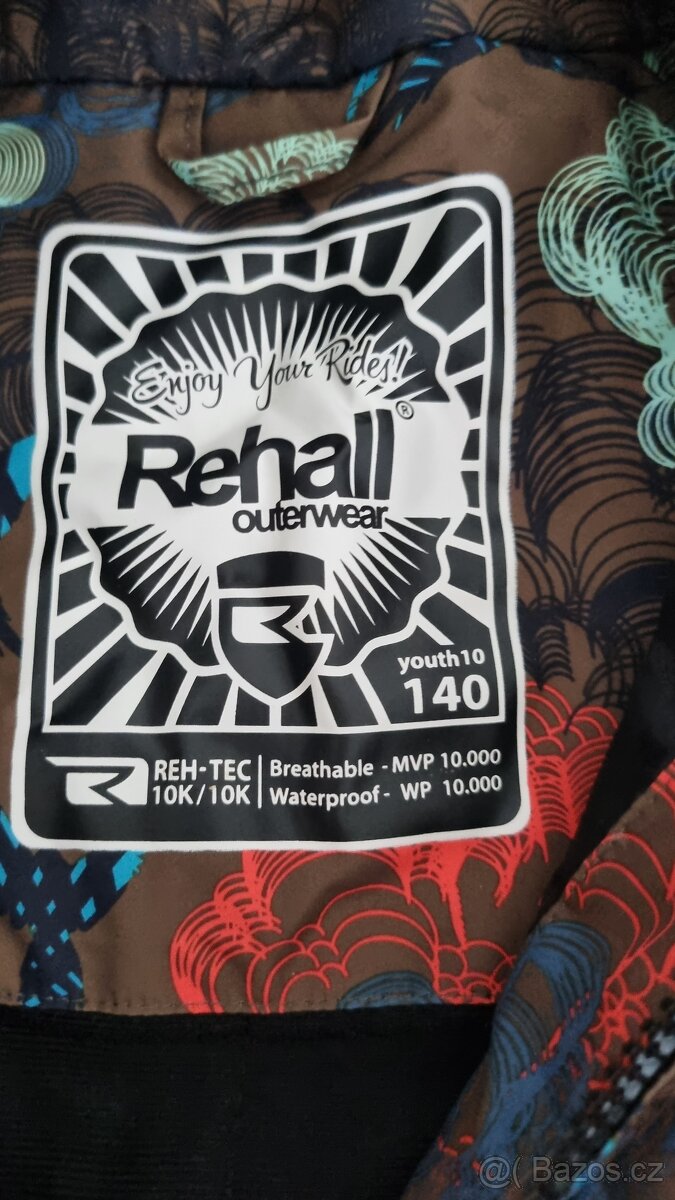 Enjoy Your Rides!
Rehall®
outerwear
youth10
140
REH-TEC
10K/10K
Breathable - MVP 10.000
Waterproof - WP 10.000
@( Bazos.cz